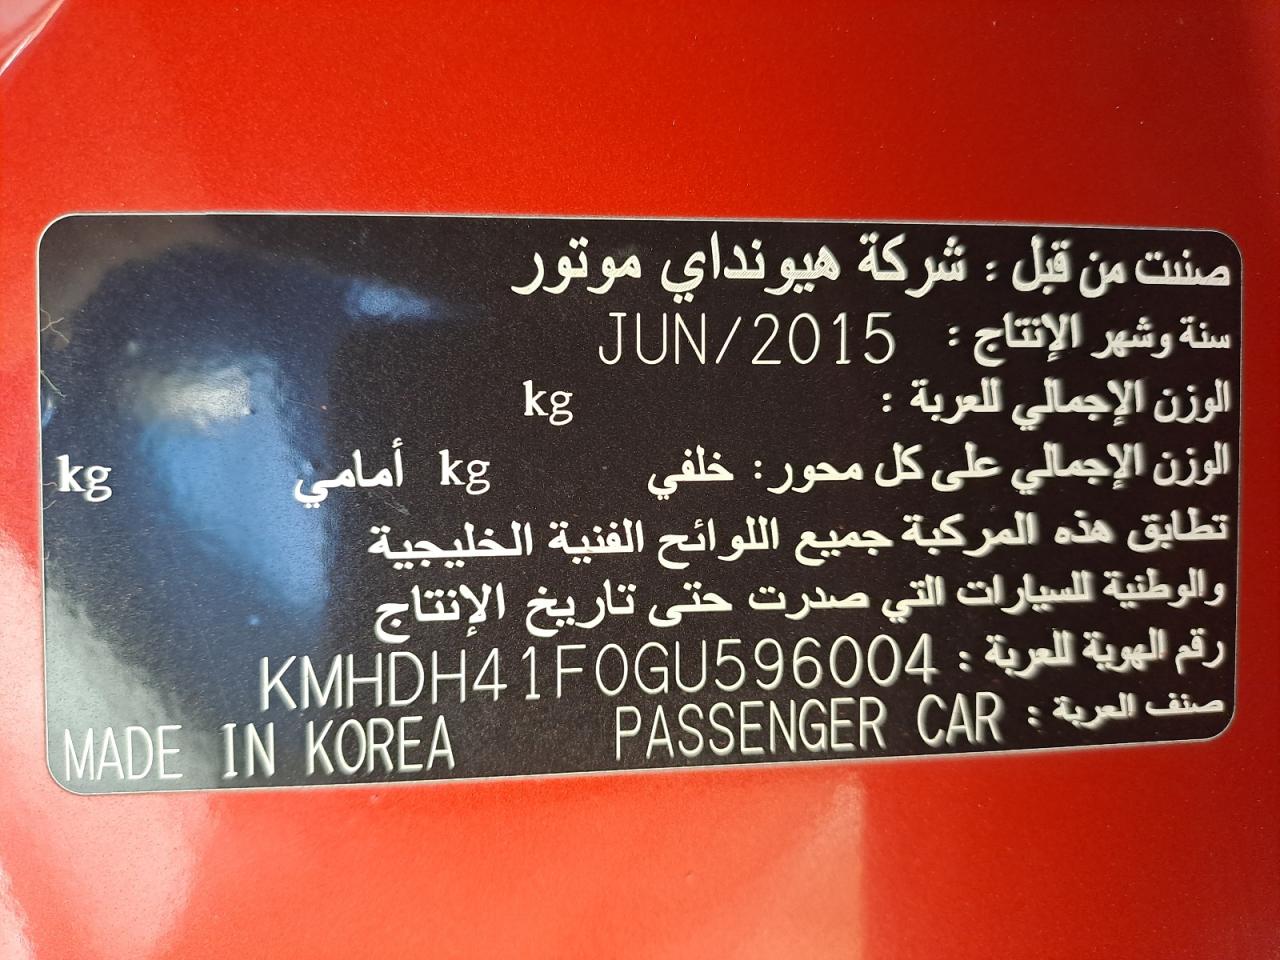 صنعت من قبل : شركة هيونداي موتور
سنة وشهر الإنتاج : JUN/2015
الوزن الإجمالي للعربة : kg
الوزن الإجمالي على كل محور: خلفي kg أمامي kg
تطابق هذه المركبة جميع اللوائح الفنية الخليجية
والوطنية للسيارات التي صدرت حتى تاريخ الإنتاج
رقم الهوية للعربة : KMHDH41F0GU596004
صنف العربة : PASSENGER CAR MADE IN KOREA